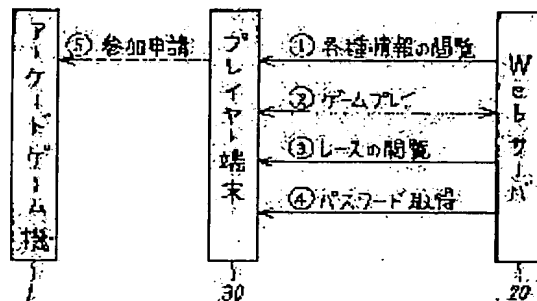 アーケードゲーム機
⑤ 参加申請
プレイヤー端末
① 各種情報の閲覧
② ゲームプレイ
③ レースの閲覧
④ パスワード取得
Webサーバ
1
30
20